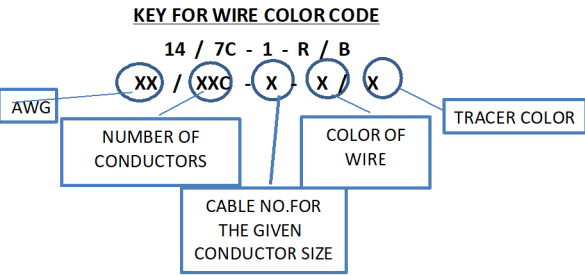 KEY FOR WIRE COLOR CODE
14 / 7C - 1 - R / B
XX / XXC - X - X / X
AWG
NUMBER OF
CONDUCTORS
COLOR OF
WIRE
TRACER COLOR
CABLE NO.FOR
THE GIVEN
CONDUCTOR SIZE